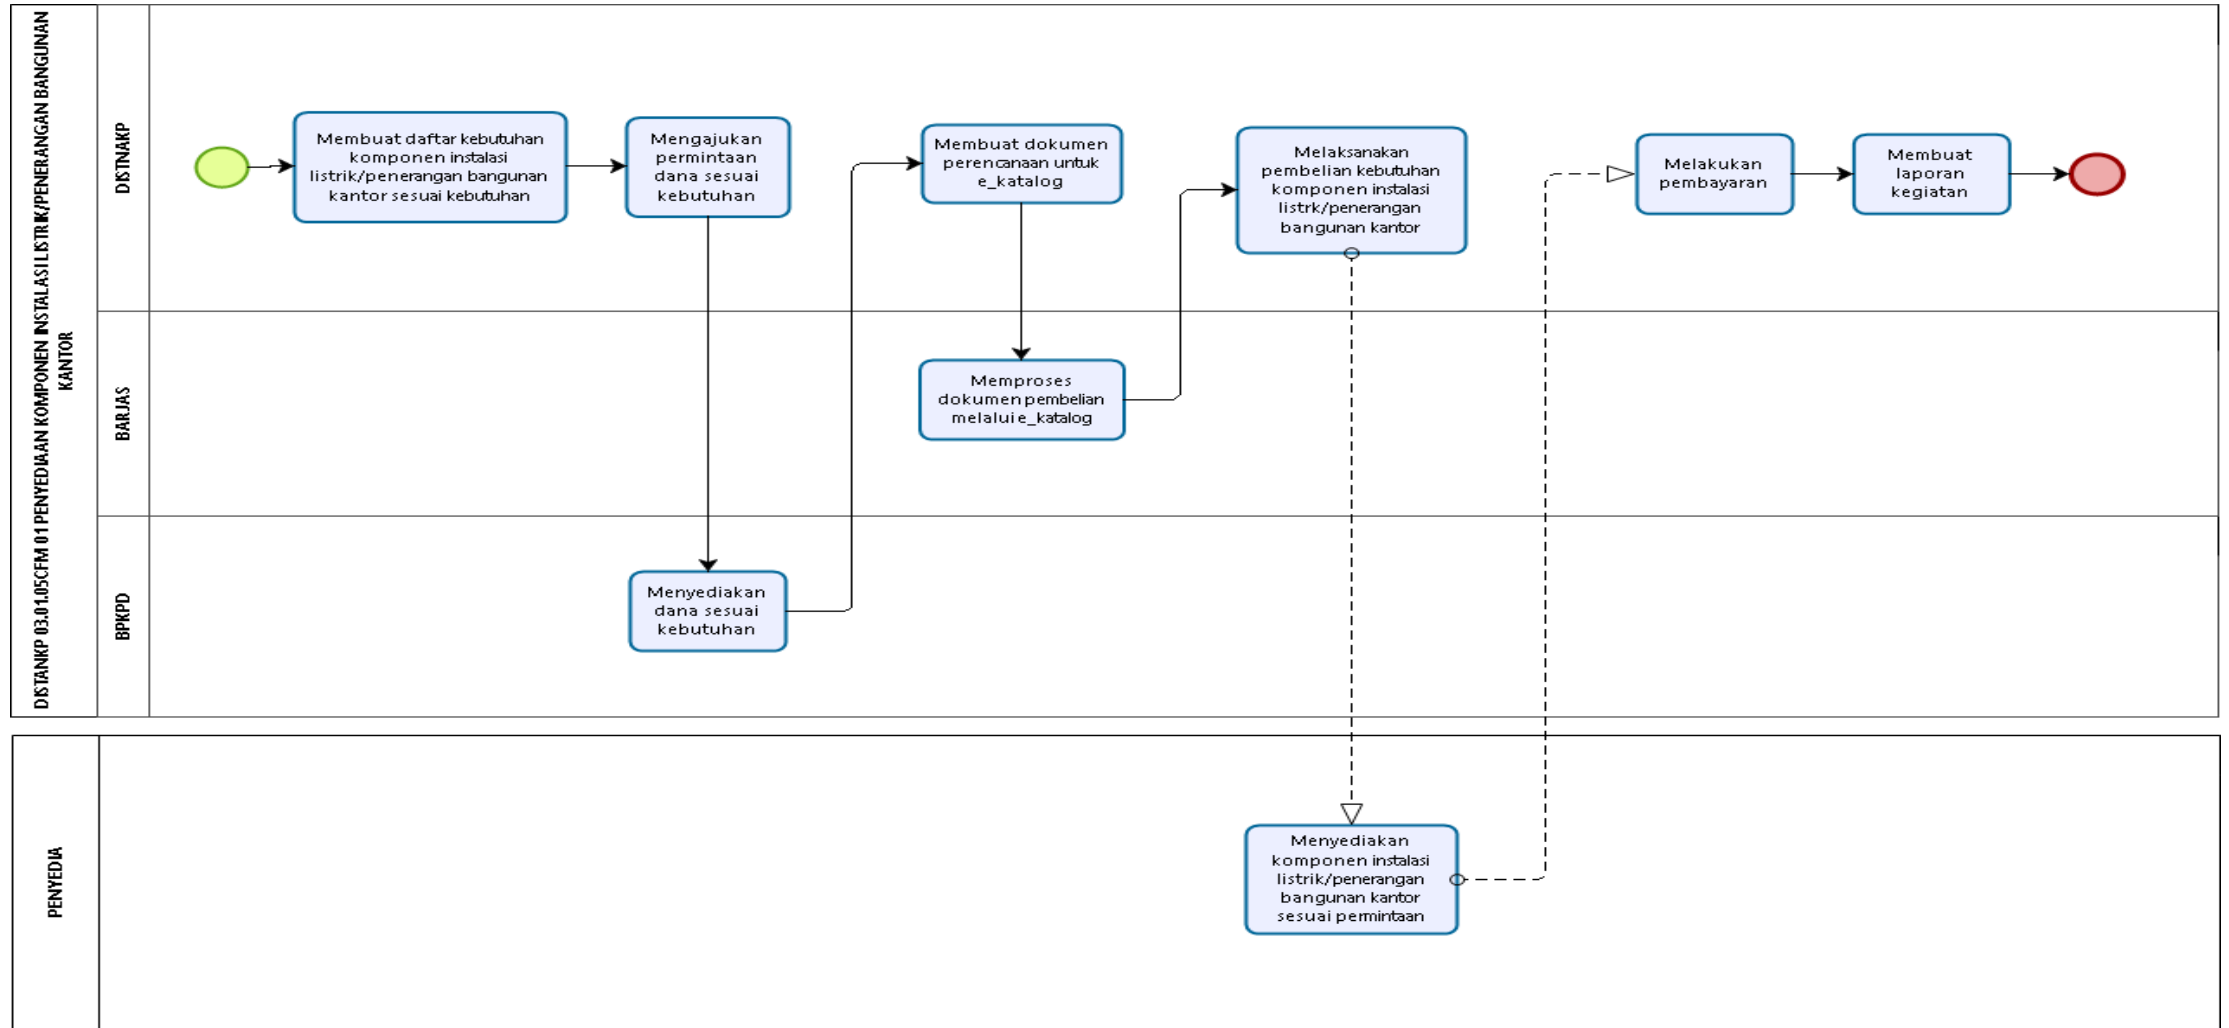 DISTANKP 03.01.05CFM 01 PENYEDIAAN KOMPONEN INSTALASI LISTRIK/PENERANGAN BANGUNAN
KANTOR
DISTNAKP
Membuat daftar kebutuhan
komponen instalasi
listrik/penerangan bangunan
kantor sesuai kebutuhan
Mengajukan
permintaan
dana sesuai
kebutuhan
Membuat dokumen
perencanaan untuk
e_katalog
Melaksanakan
pembelian kebutuhan
komponen instalasi
listrk/penerangan
bangunan kantor
Melakukan
pembayaran
Membuat
laporan
kegiatan
BARJAS
Memproses
dokumen pembelian
melalui e_katalog
BPKPD
Menyediakan
dana sesuai
kebutuhan
PENYEDIA
Menyediakan
komponen instalasi
listrik/penerangan
bangunan kantor
sesuai permintaan